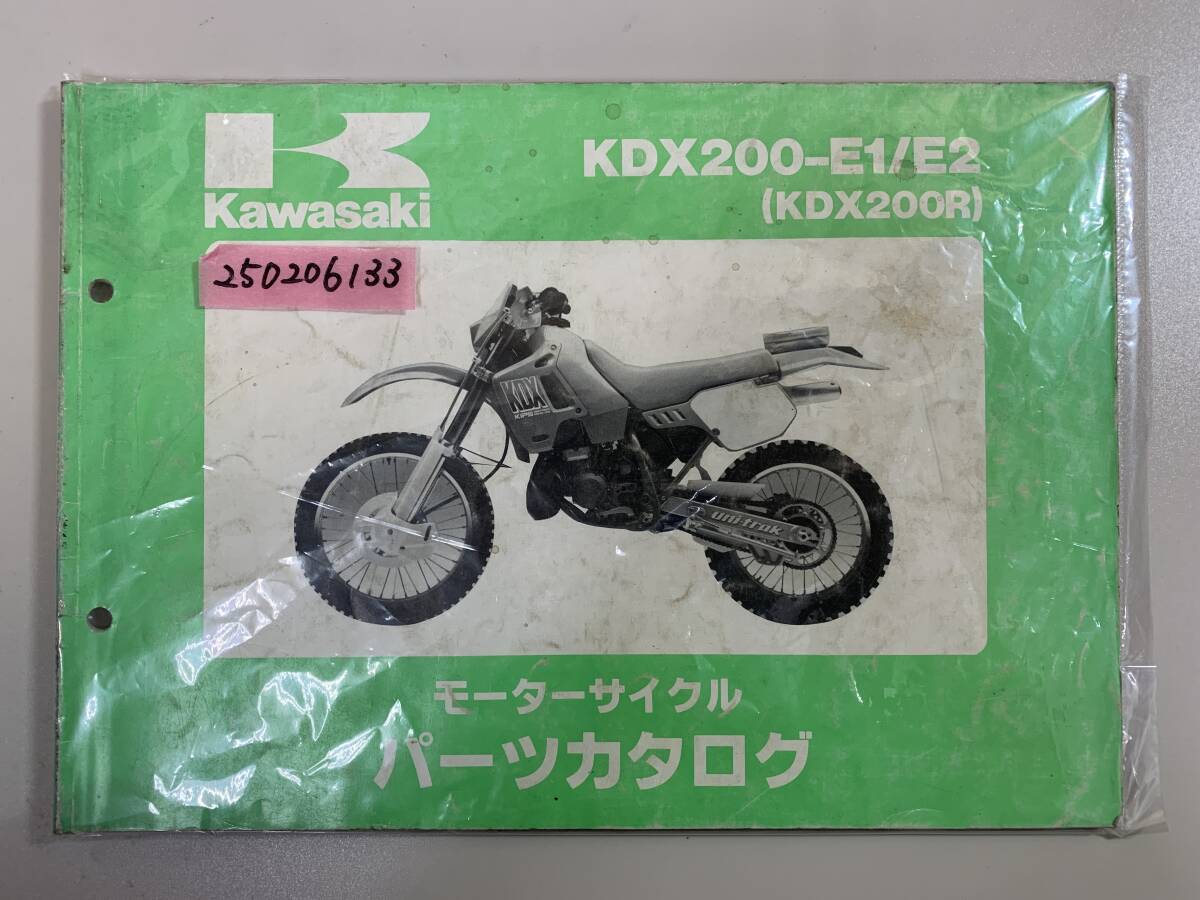 Kawasaki
KDX200-E1/E2
(KDX200R)
250206133
KDX
KIPS
uni-trak
モーターサイクル
パーツカタログ